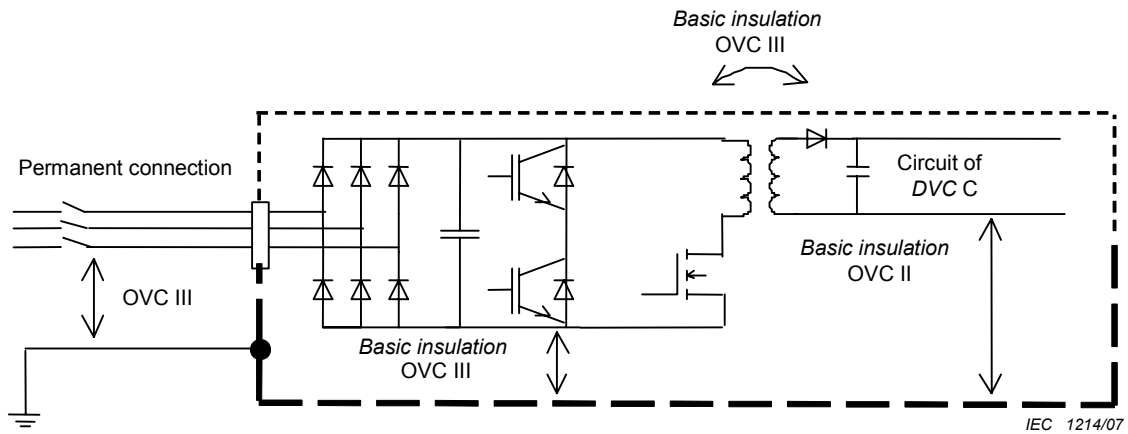 Basic insulation
OVC III
Permanent connection
Circuit of
DVC C
Basic insulation
OVC II
OVC III
Basic insulation
OVC III
IEC 1214/07